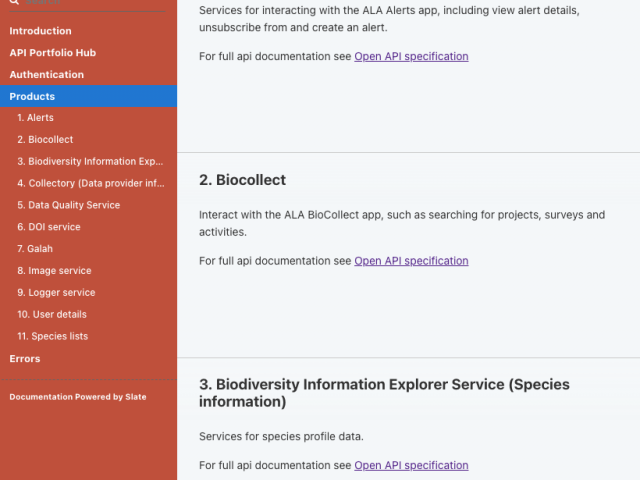 Introduction
API Portfolio Hub
Authentication
Products
1. Alerts
2. Biocollect
3. Biodiversity Information Exp...
4. Collectory (Data provider inf...
5. Data Quality Service
6. DOI service
7. Galah
8. Image service
9. Logger service
10. User details
11. Species lists
Errors
Documentation Powered by Slate
Services for interacting with the ALA Alerts app, including view alert details,
unsubscribe from and create an alert.
For full api documentation see Open API specification
2. Biocollect
Interact with the ALA BioCollect app, such as searching for projects, surveys and
activities.
For full api documentation see Open API specification
3. Biodiversity Information Explorer Service (Species
information)
Services for species profile data.
For full api documentation see Open API specification